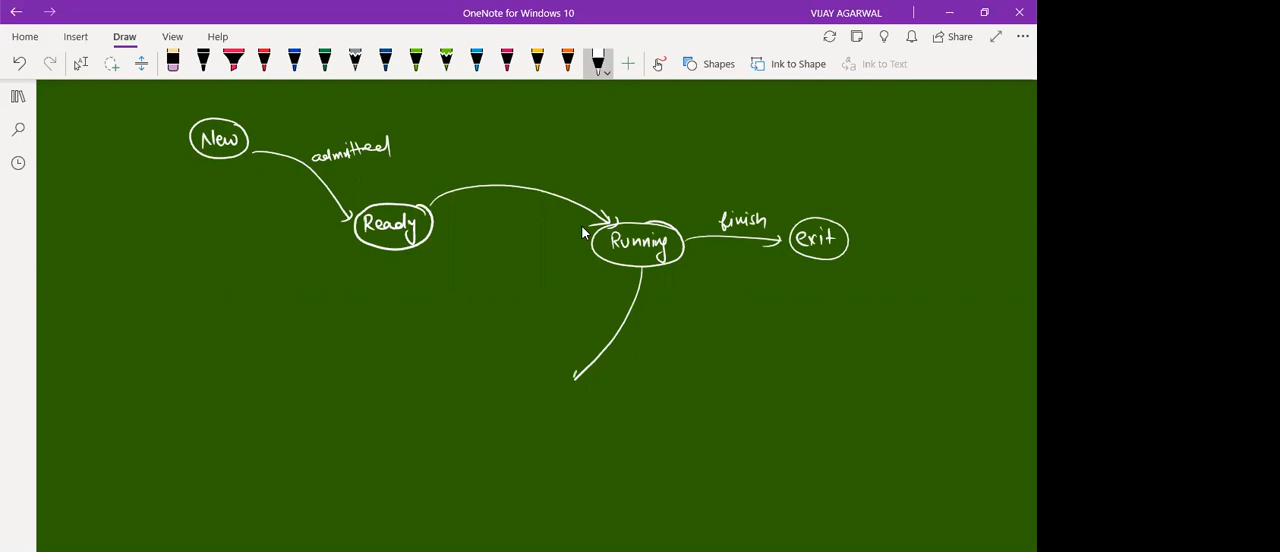 OneNote for Windows 10
VIJAY AGARWAL
Home
Insert
Draw
View
Help
Share
Shapes
Ink to Shape
Ink to Text
New
admitted
Ready
Running
finish
exit